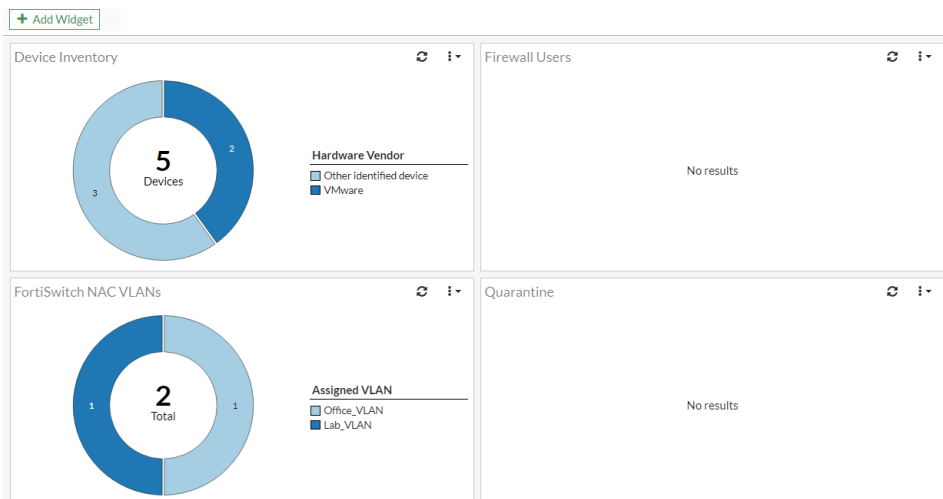 Add Widget
Device Inventory
5
Devices
2
3
Hardware Vendor
Other identified device
VMware
Firewall Users
No results
FortiSwitch NAC VLANs
2
Total
1
1
Assigned VLAN
Office_VLAN
Lab_VLAN
Quarantine
No results